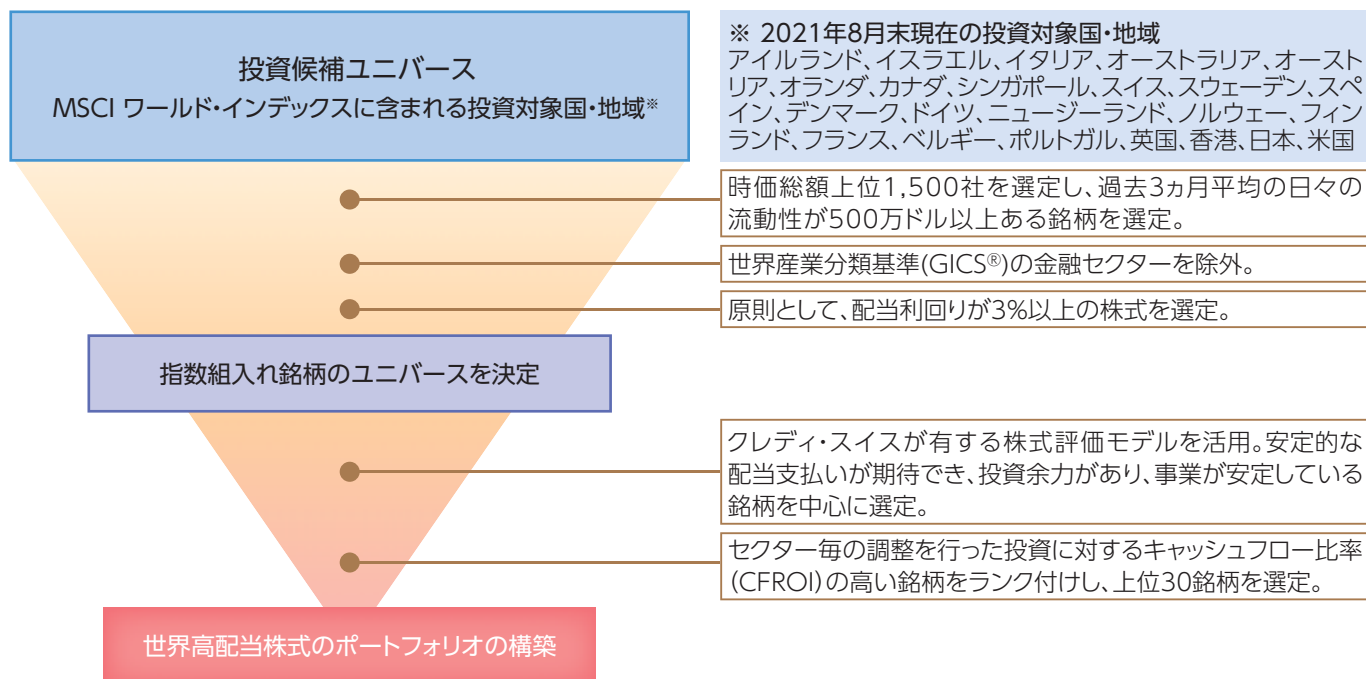 投資候補ユニバース
MSCI ワールド・インデックスに含まれる投資対象国・地域※
※ 2021年8月末現在の投資対象国・地域
アイルランド、イスラエル、イタリア、オーストラリア、オースト
リア、オランダ、カナダ、シンガポール、スイス、スウェーデン、スペ
イン、デンマーク、ドイツ、ニュージーランド、ノルウェー、フィン
ランド、フランス、ベルギー、ポルトガル、英国、香港、日本、米国
時価総額上位1,500社を選定し、過去3ヵ月平均の日々の
流動性が500万ドル以上ある銘柄を選定。
世界産業分類基準(GICS®)の金融セクターを除外。
原則として、配当利回りが3%以上の株式を選定。
指数組入れ銘柄のユニバースを決定
クレディ・スイスが有する株式評価モデルを活用。安定的な
配当支払いが期待でき、投資余力があり、事業が安定している
銘柄を中心に選定。
セクター毎の調整を行った投資に対するキャッシュフロー比率
(CFROI)の高い銘柄をランク付けし、上位30銘柄を選定。
世界高配当株式のポートフォリオの構築